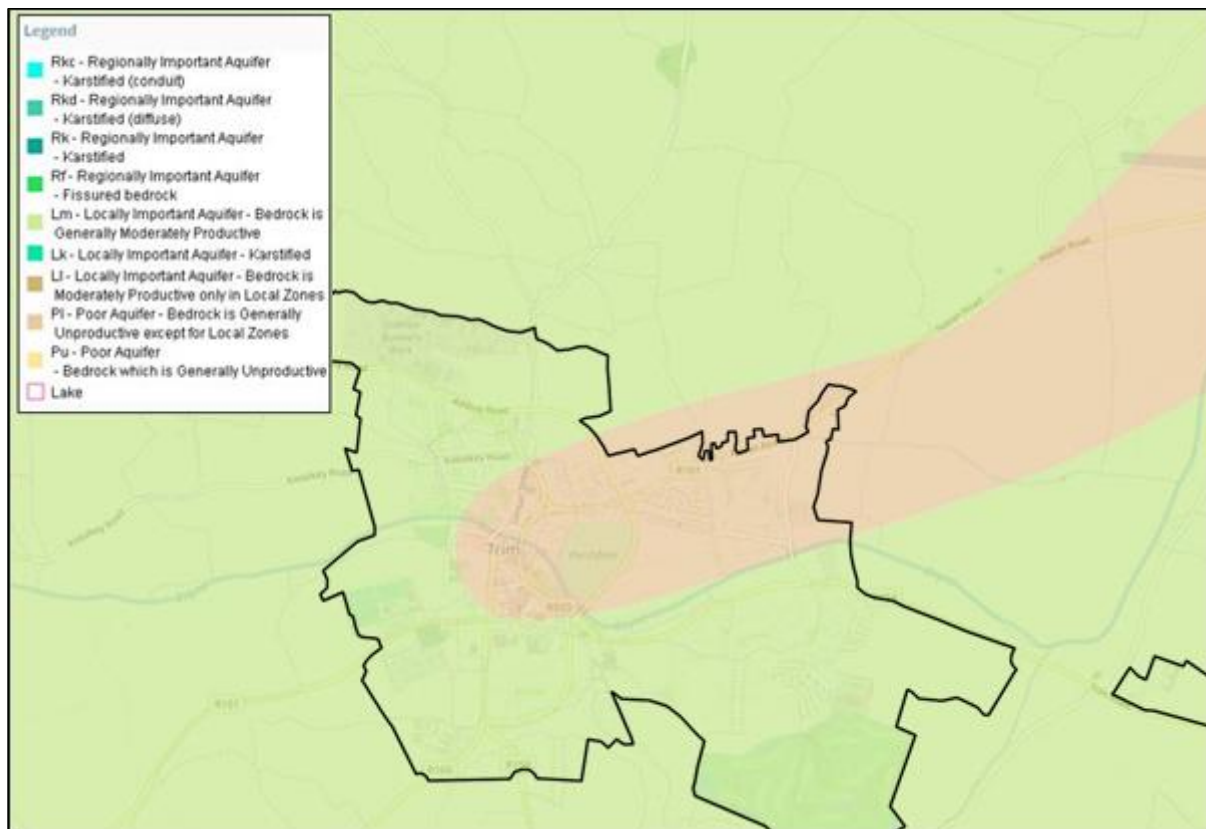 Legend
Rkc - Regionally Important Aquifer
- Karstified (conduit)
Rkd - Regionally Important Aquifer
- Karstified (diffuse)
Rk - Regionally Important Aquifer
- Karstified
Rf - Regionally Important Aquifer
- Fissured bedrock
Lm - Locally Important Aquifer - Bedrock is
Generally Moderately Productive
Lk - Locally Important Aquifer - Karstified
Ll - Locally Important Aquifer - Bedrock is
Moderately Productive only in Local Zones
Pl - Poor Aquifer - Bedrock is Generally
Unproductive except for Local Zones
Pu - Poor Aquifer
- Bedrock which is Generally Unproductive
Lake
Trim
R161